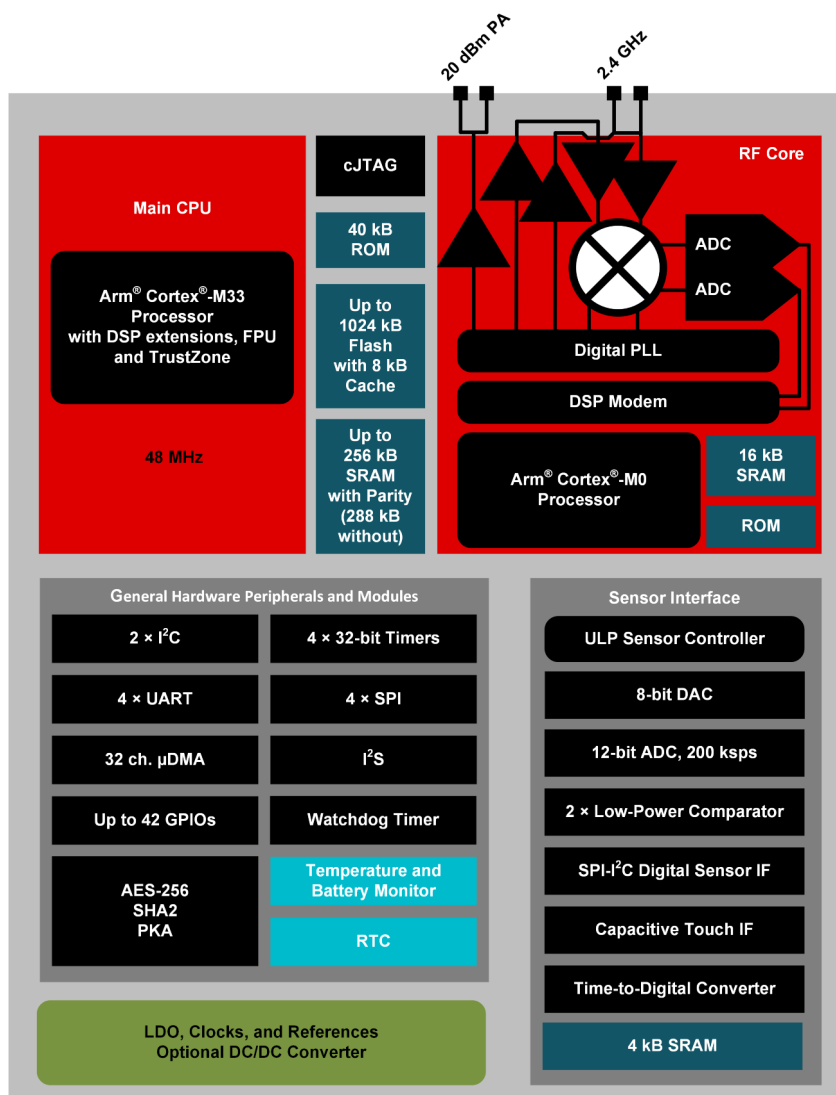 20 dBm PA
2.4 GHz
Main CPU
Arm® Cortex®-M33
Processor
with DSP extensions, FPU
and TrustZone
48 MHz
cJTAG
40 kB
ROM
Up to
1024 kB
Flash
with 8 kB
Cache
Up to
256 kB
SRAM
with Parity
(288 kB
without)
RF Core
ADC
ADC
Digital PLL
DSP Modem
Arm® Cortex®-M0
Processor
16 kB
SRAM
ROM
General Hardware Peripherals and Modules
2 × I²C
4 × 32-bit Timers
4 × UART
4 × SPI
32 ch. µDMA
I²S
Up to 42 GPIOs
Watchdog Timer
AES-256
SHA2
PKA
Temperature and
Battery Monitor
RTC
LDO, Clocks, and References
Optional DC/DC Converter
Sensor Interface
ULP Sensor Controller
8-bit DAC
12-bit ADC, 200 ksps
2 × Low-Power Comparator
SPI-I²C Digital Sensor IF
Capacitive Touch IF
Time-to-Digital Converter
4 kB SRAM